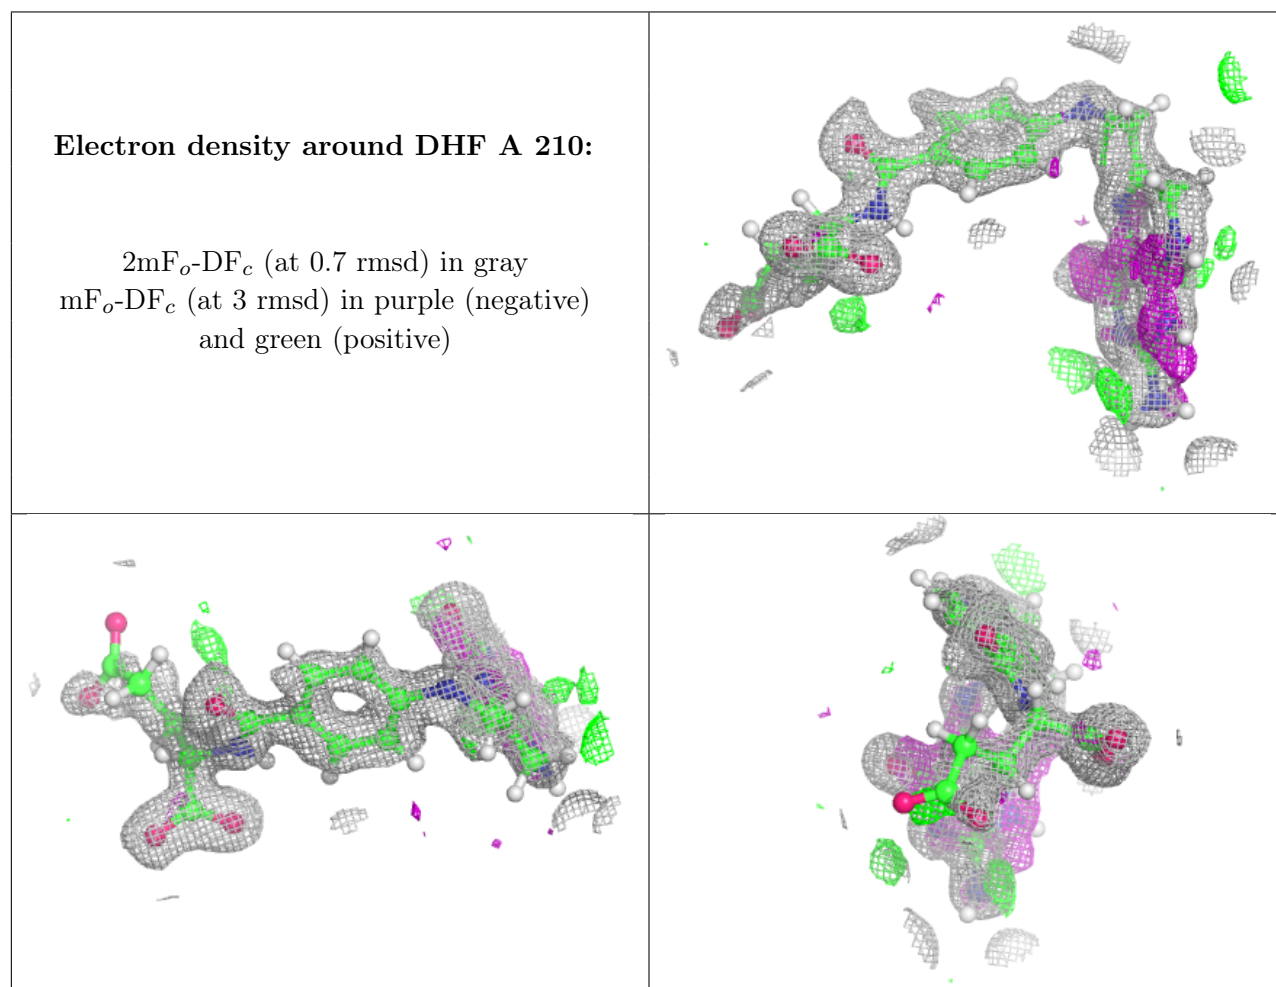 Electron density around DHF A 210:
2mFo-DFc (at 0.7 rmsd) in gray
mFo-DFc (at 3 rmsd) in purple (negative)
and green (positive)